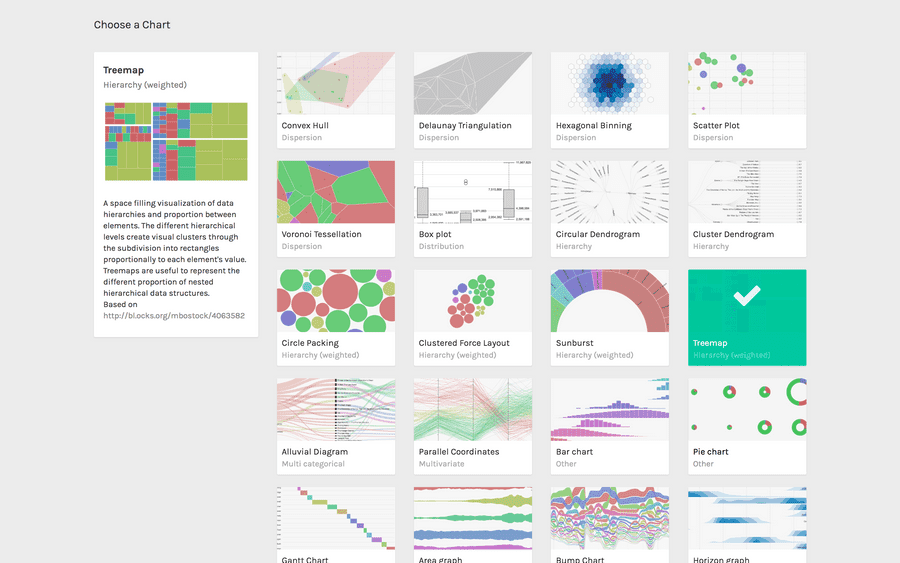 Choose a Chart
Treemap
Hierarchy (weighted)
A space filling visualization of data
hierarchies and proportion between
elements. The different hierarchical
levels create visual clusters through
the subdivision into rectangles
proportionally to each element's value.
Treemaps are useful to represent the
different proportion of nested
hierarchical data structures.
Based on
http://bl.ocks.org/mbostock/4063582
Convex Hull
Dispersion
Delaunay Triangulation
Dispersion
Hexagonal Binning
Dispersion
Scatter Plot
Dispersion
Voronoi Tessellation
Dispersion
Box plot
Distribution
Circular Dendrogram
Hierarchy
Cluster Dendrogram
Hierarchy
Circle Packing
Hierarchy (weighted)
Clustered Force Layout
Sunburst
Hierarchy (weighted)
Treemap
Hierarchy (weighted)
Alluvial Diagram
Multi categorical
Parallel Coordinates
Multivariate
Bar chart
Other
Pie chart
Other
Gantt Chart
Area graph
Bump Chart
Horizon graph